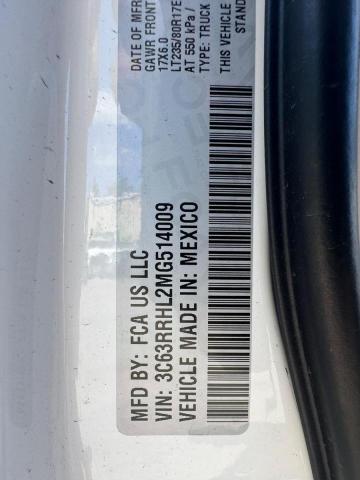 DATE OF MFR
GAWR FRONT
17X6.0
LT235/80R17E
AT 550 kPa /
TYPE: TRUCK
THIS VEHICLE
STAND
MFD BY: FCA US LLC
VIN: 3C63RRHL2MG514009
VEHICLE MADE IN: MEXICO